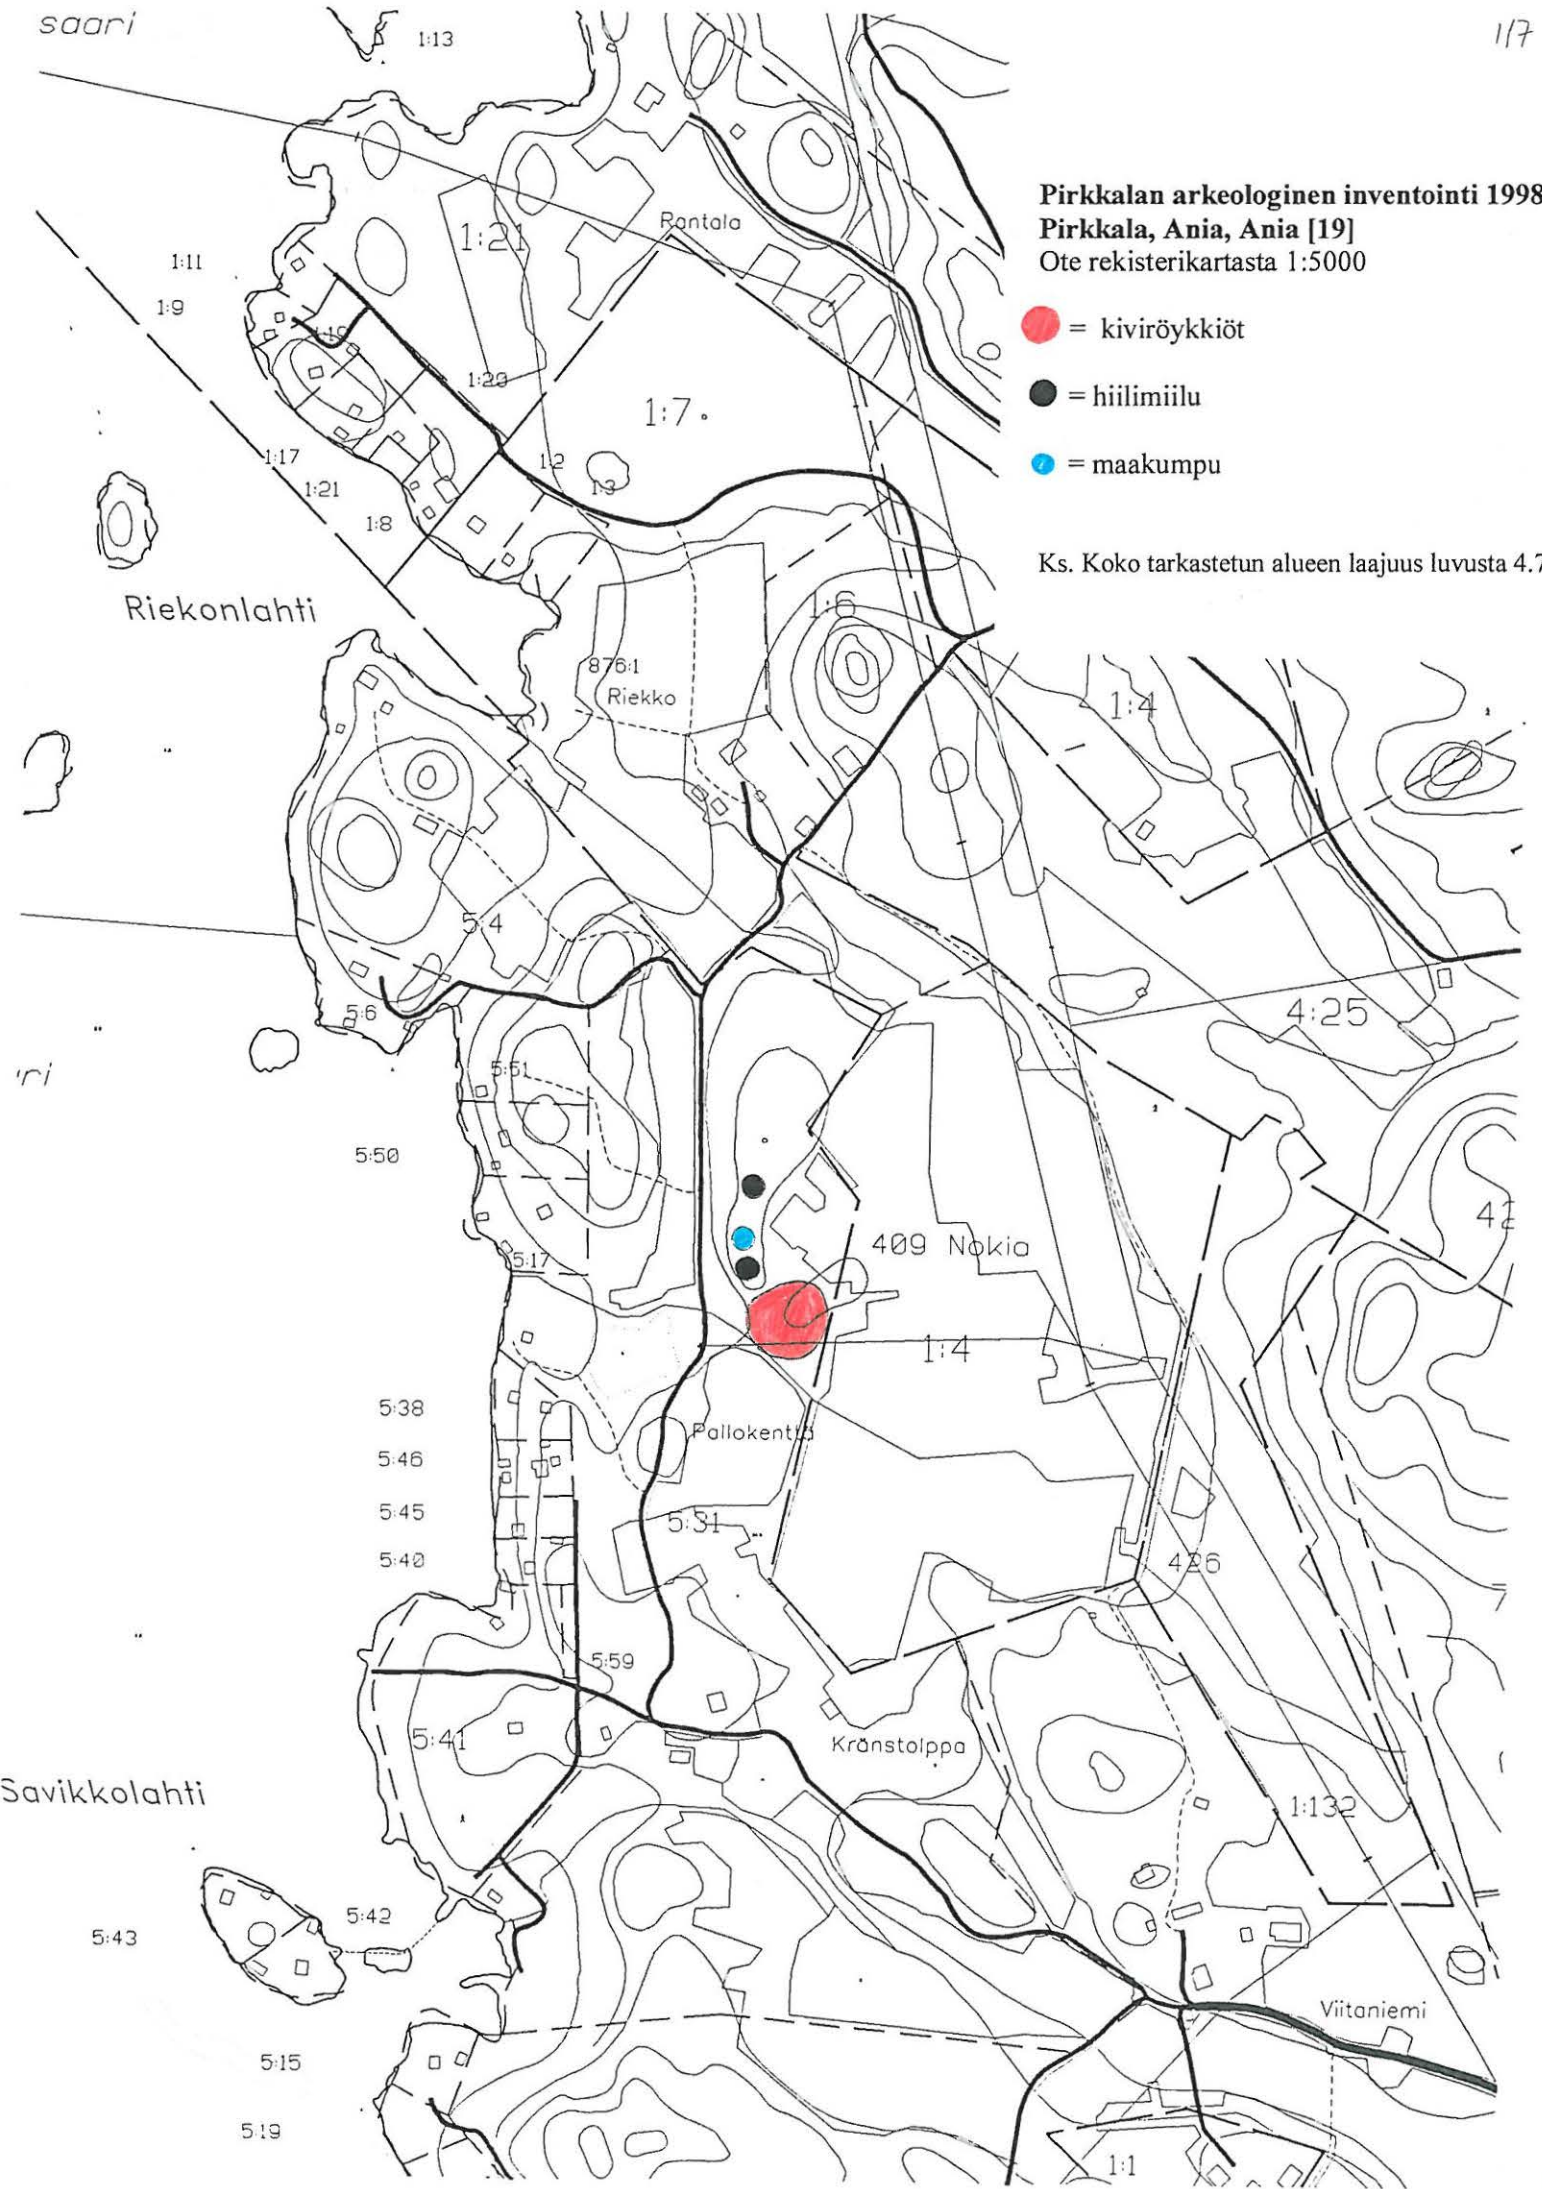 saari
1:13
1/7
Pirkkalan arkeologinen inventointi 1998
Pirkkala, Ania, Ania [19]
Ote rekisterikartasta 1:5000
= kiviröykkiöt
= hiilimiilu
= maakumpu
Ks. Koko tarkastetun alueen laajuus luvusta 4.7
Rantala
1:21
1:11
1:9
1:19
1:20
1:7
1:17
1:2
1:3
1:21
1:8
Riekonlahti
1:6
876:1
Riekko
1:4
5:4
5:6
4:25
5:51
5:50
42
409 Nokia
5:17
1:4
5:38
Pallokenttä
5:46
5:45
5:31
5:40
426
5:59
5:41
Kränstolppa
Savikkolahti
1:132
5:42
5:43
Viitaniemi
5:15
5:19
1:1